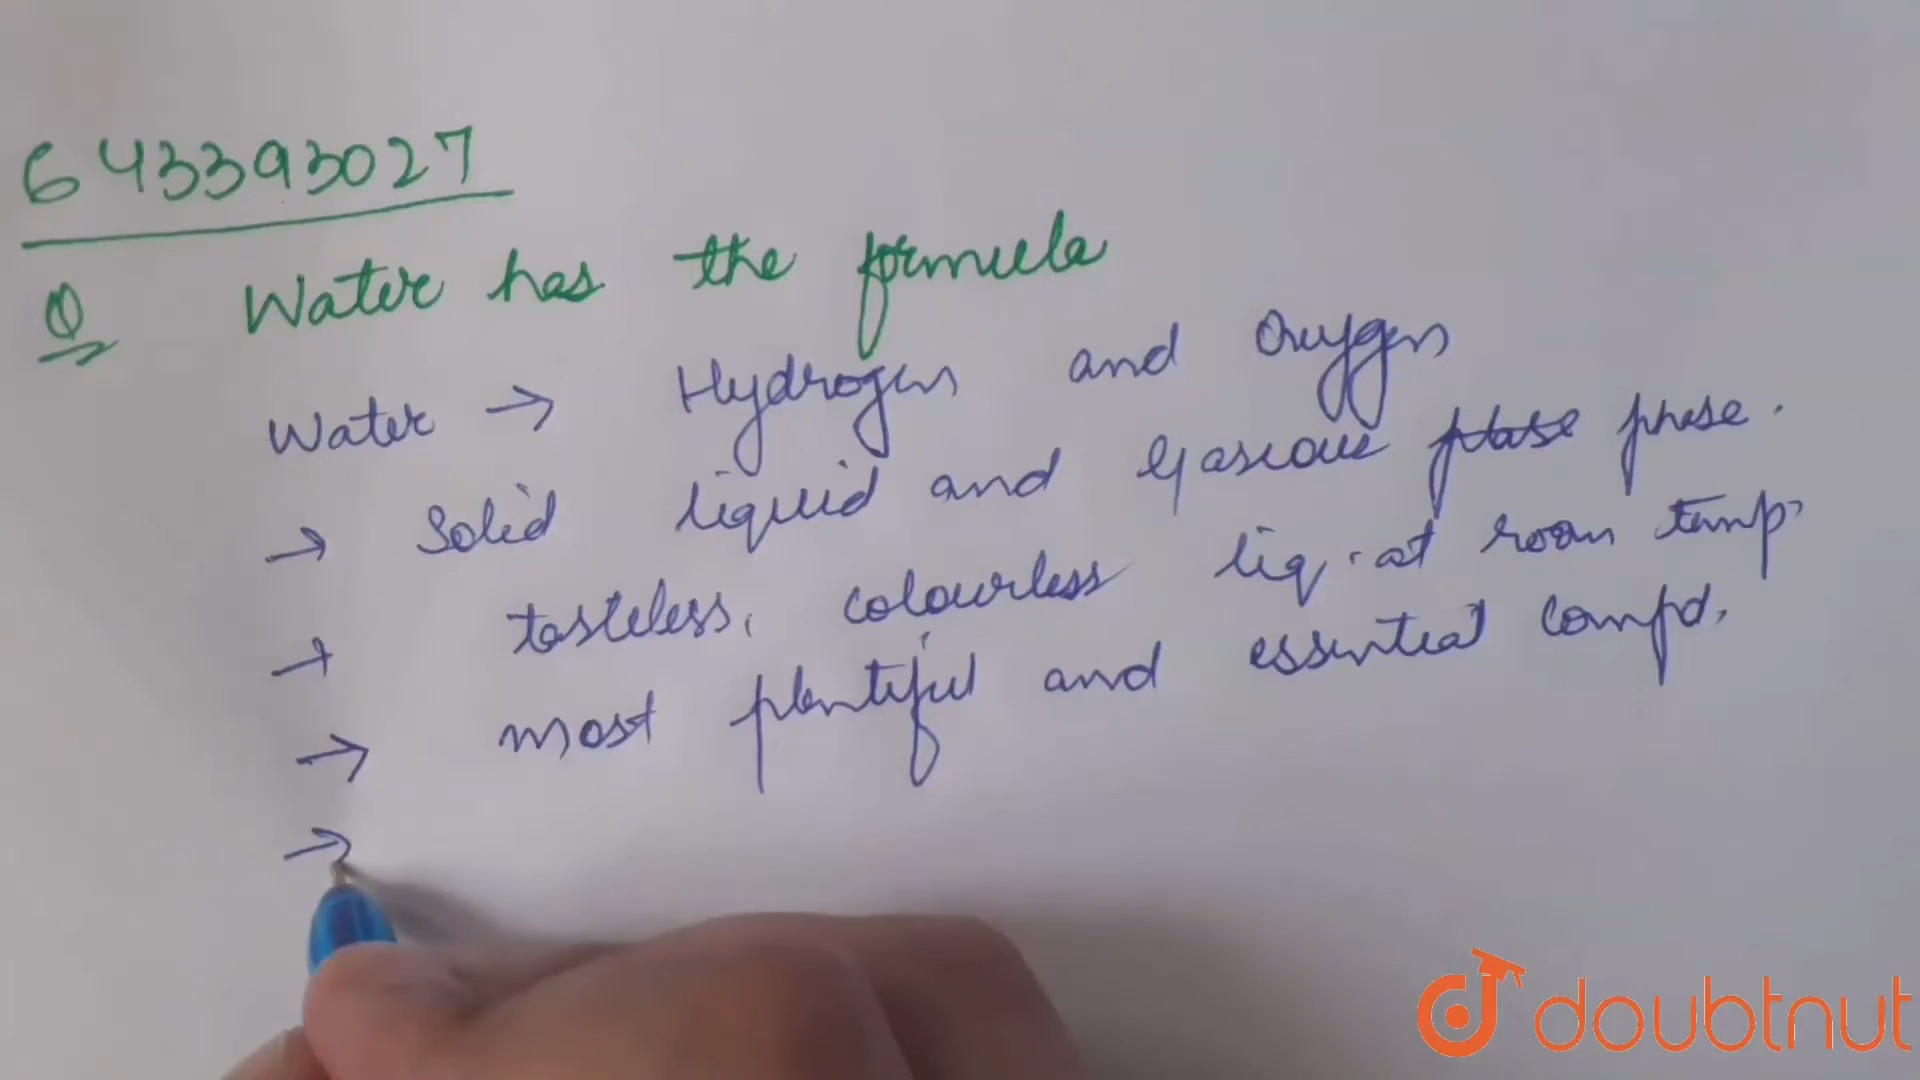 643393027
Q Water has the formula
Water → Hydrogen and Oxygen
→ Solid liquid and Gaseous phase phase.
→ tasteless, colourless liq. at room temp.
→ most plentiful and essential compd.
→
doubtnut